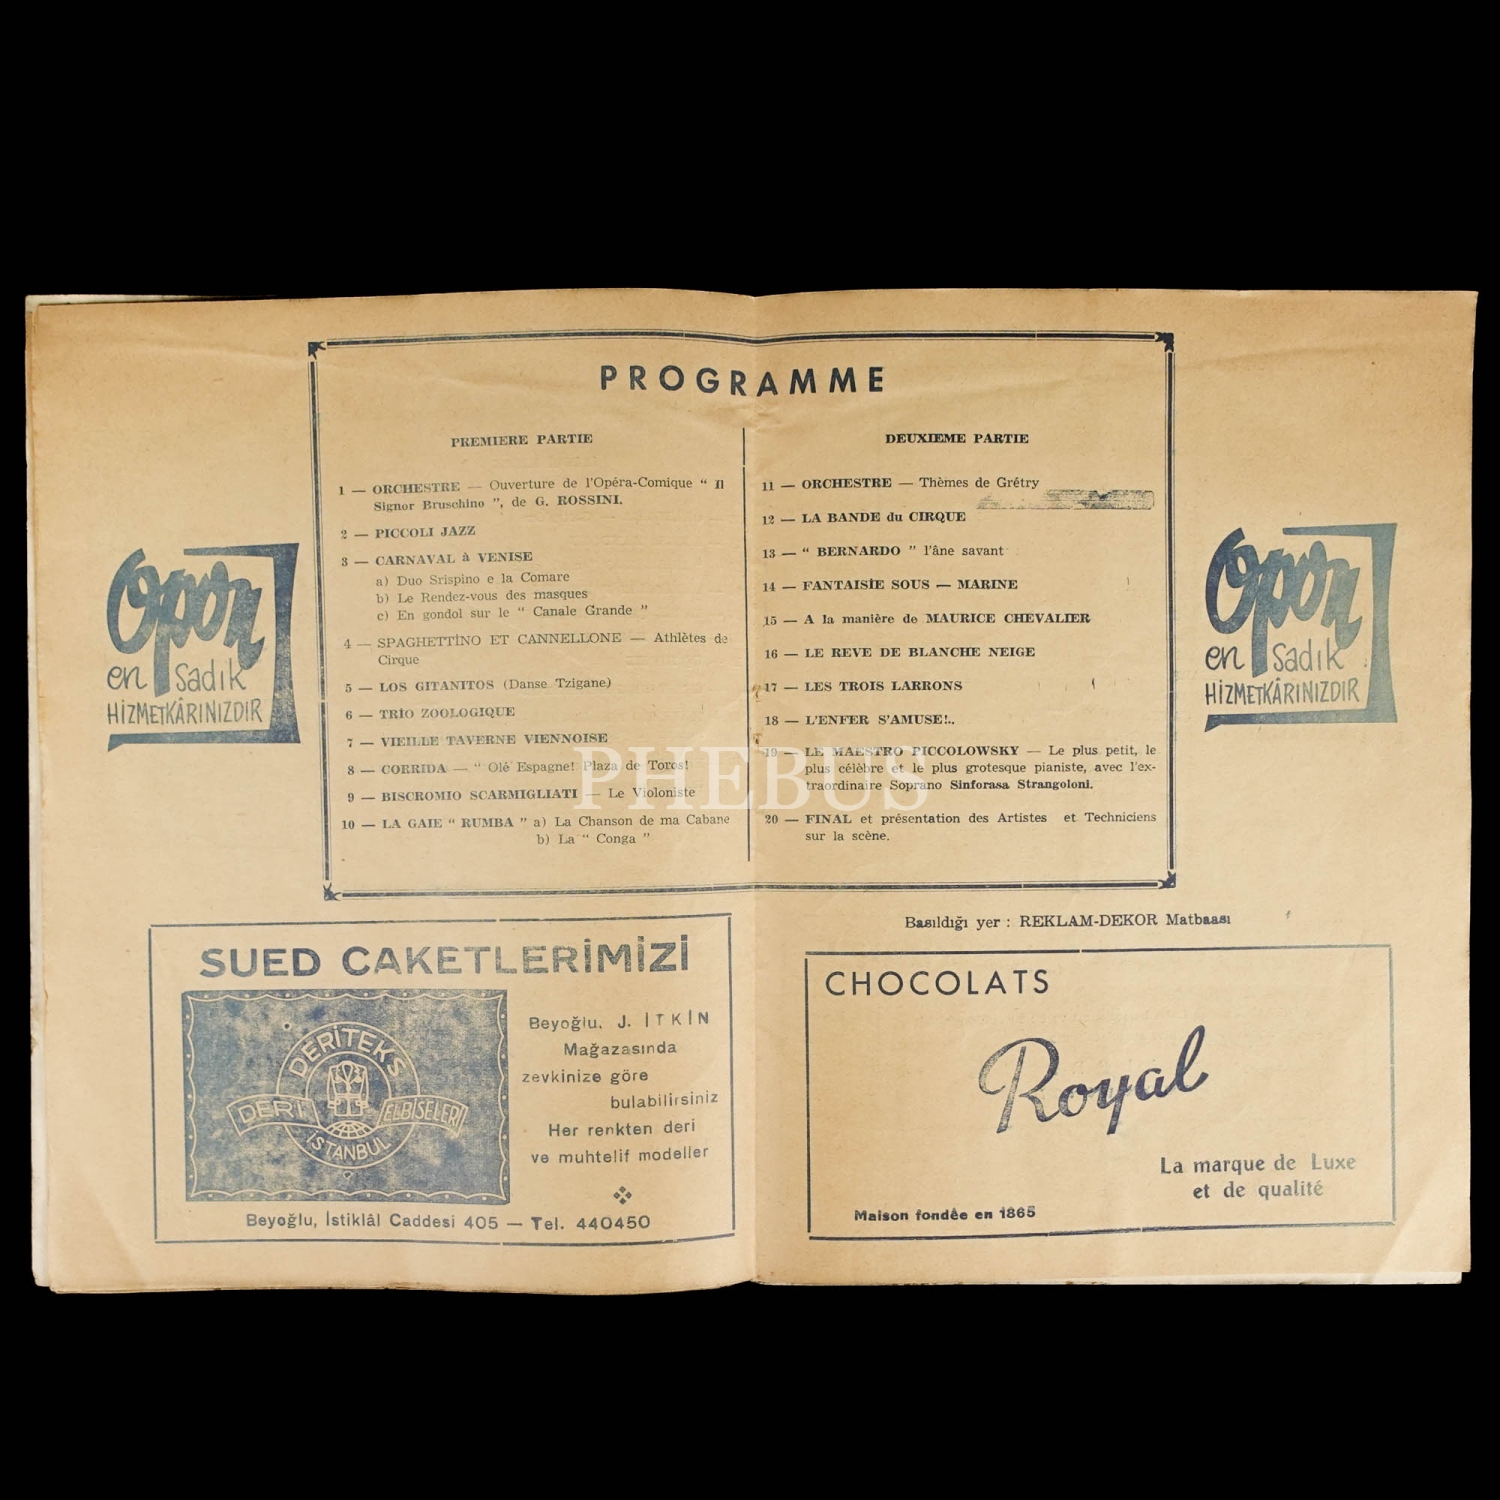 PROGRAMME
PREMIERE PARTIE
1 — ORCHESTRE — Ouverture de l'Opéra-Comique “ Il
Signor Bruschino ”, de G. ROSSINI.
2 — PICCOLI JAZZ
3 — CARNAVAL à VENISE
a) Duo Srispino e la Comare
b) Le Rendez-vous des masques
c) En gondol sur le “ Canale Grande ”
4 — SPAGHETTİNO ET CANNELLONE — Athlètes de
Cirque
5 — LOS GITANITOS (Danse Tzigane)
6 — TRİO ZOOLOGIQUE
7 — VIEILLE TAVERNE VIENNOISE
8 — CORRIDA — “ Olé Espagne! Plaza de Toros!
9 — BISCROMIO SCARMIGLIATI — Le Violoniste
10 — LA GAIE “ RUMBA ” a) La Chanson de ma Cabane
b) La “ Conga ”
DEUXIEME PARTIE
11 — ORCHESTRE — Thèmes de Grétry
12 — LA BANDE du CIRQUE
13 — “ BERNARDO ” l'âne savant
14 — FANTAISİE SOUS — MARINE
15 — A la manière de MAURICE CHEVALIER
16 — LE REVE DE BLANCHE NEIGE
17 — LES TROIS LARRONS
18 — L'ENFER S'AMUSE!..
19 — LE MAESTRO PICCOLOWSKY — Le plus petit, le
plus célèbre et le plus grotesque pianiste, avec l'ex-
traordinaire Soprano Sinforasa Strangoloni.
20 — FINAL et présentation des Artistes et Techniciens
sur la scène.
Opon
en sadık
HİZMETKÂRINIZDIR
Opon
en sadık
HİZMETKÂRINIZDIR
PHEBUS
SUED CAKETLERİMİZİ
DERİTEKS
DERİ ELBİSELERİ
İSTANBUL
Beyoğlu. J. İTKİN
Mağazasında
zevkinize göre
bulabilirsiniz
Her renkten deri
ve muhtelif modeller
Beyoğlu, İstiklâl Caddesi 405 — Tel. 440450
Basıldığı yer : REKLAM-DEKOR Matbaası
CHOCOLATS
Royal
La marque de Luxe
et de qualité
Maison fondêe en 1865